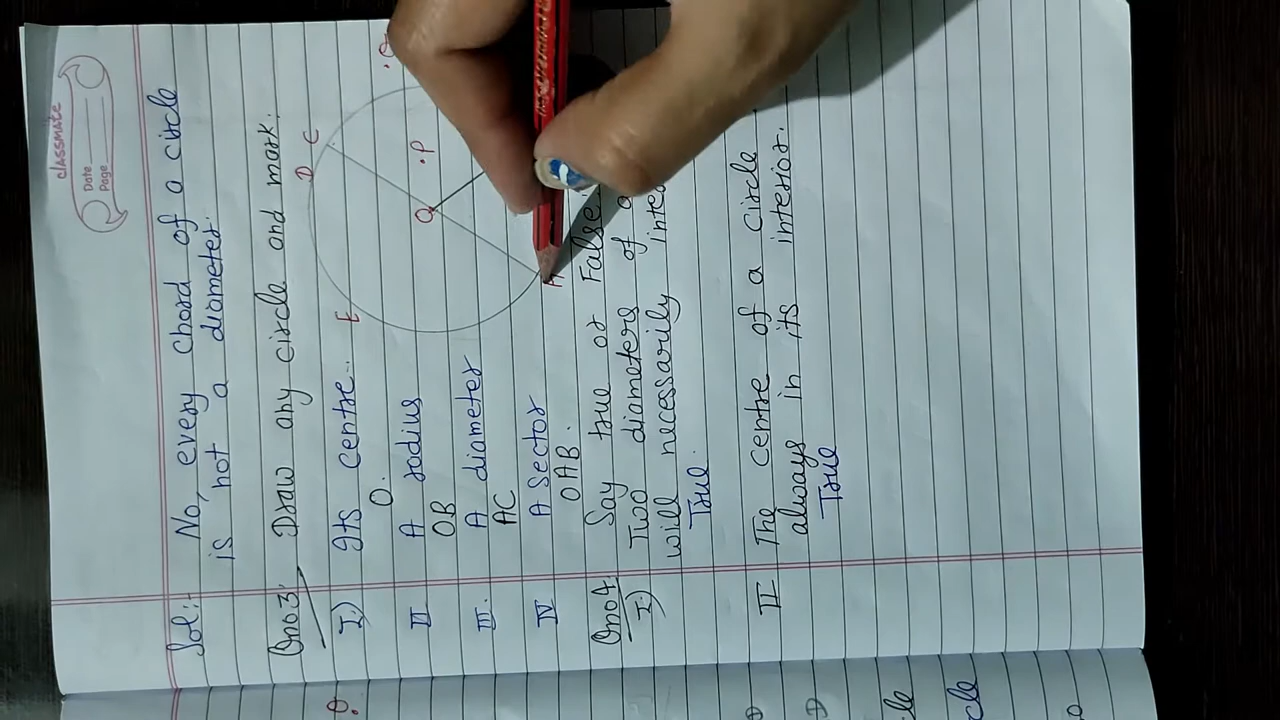 classmate
Date
Page
Sol:- No, every chord of a circle
is not a diameter.
Qno3 Draw any circle and mark.
I) Its centre.
O.
II A radius
OB
III. A diameter
AC
IV A Sector
OAB.
D C
E
O
.P
.Q
Qno4 Say true or False.
I) Two diameters of a
will necessarily
True.
II The centre of a circle
always in its interior.
True
cle
cle